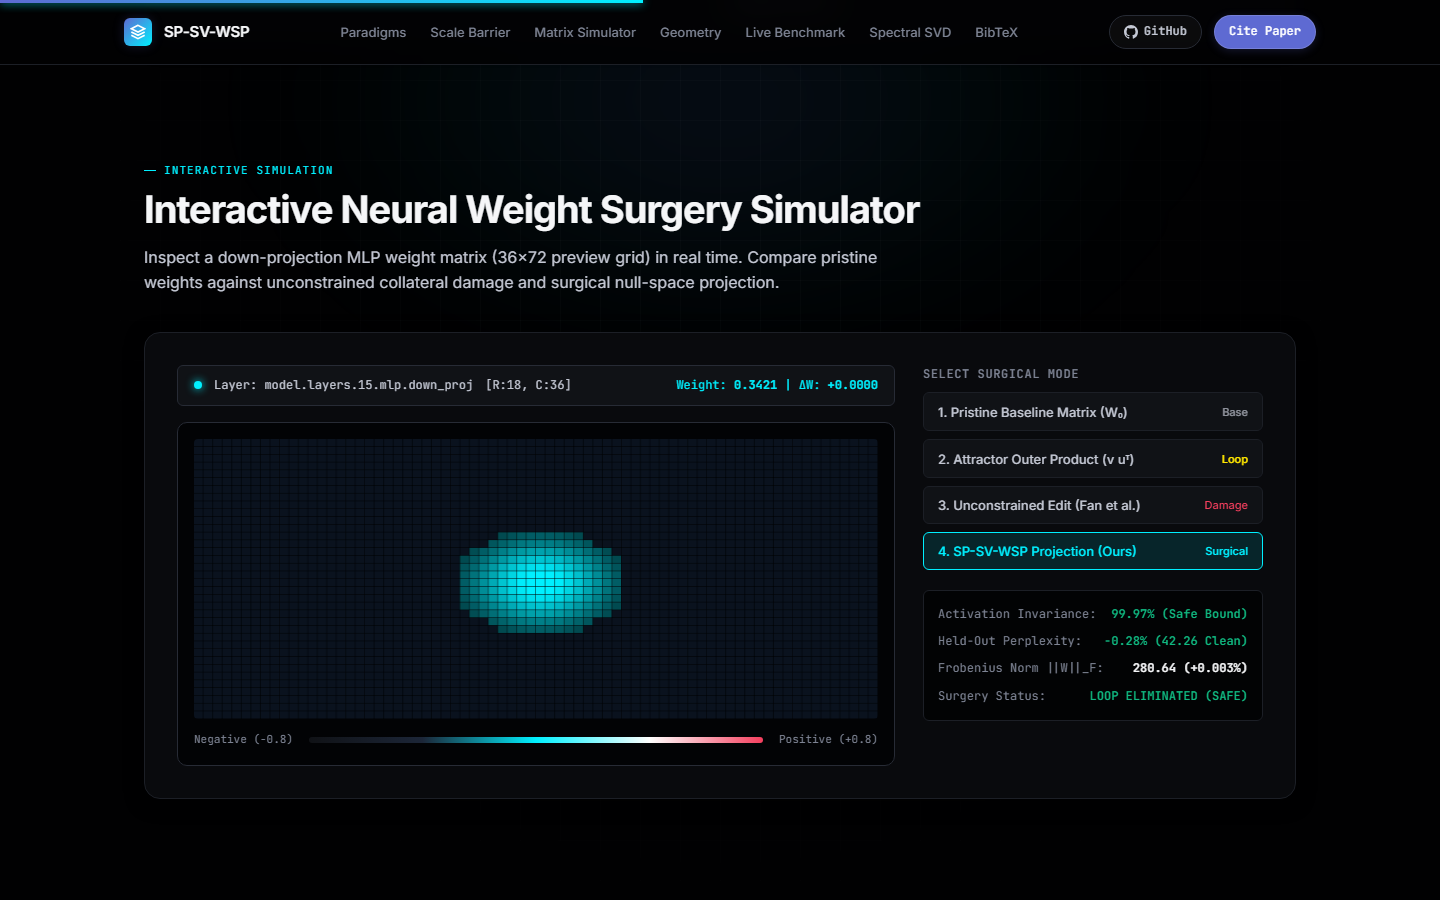 SP-SV-WSP
Paradigms
Scale Barrier
Matrix Simulator
Geometry
Live Benchmark
Spectral SVD
BibTeX
GitHub
Cite Paper
— INTERACTIVE SIMULATION
Interactive Neural Weight Surgery Simulator
Inspect a down-projection MLP weight matrix (36×72 preview grid) in real time. Compare pristine
weights against unconstrained collateral damage and surgical null-space projection.
Layer: model.layers.15.mlp.down_proj [R:18, C:36]
Weight: 0.3421 | ΔW: +0.0000
Negative (-0.8)
Positive (+0.8)
SELECT SURGICAL MODE
1. Pristine Baseline Matrix (W₀) Base
2. Attractor Outer Product (v uᵀ) Loop
3. Unconstrained Edit (Fan et al.) Damage
4. SP-SV-WSP Projection (Ours) Surgical
Activation Invariance: 99.97% (Safe Bound)
Held-Out Perplexity: -0.28% (42.26 Clean)
Frobenius Norm ||W||_F: 280.64 (+0.003%)
Surgery Status: LOOP ELIMINATED (SAFE)